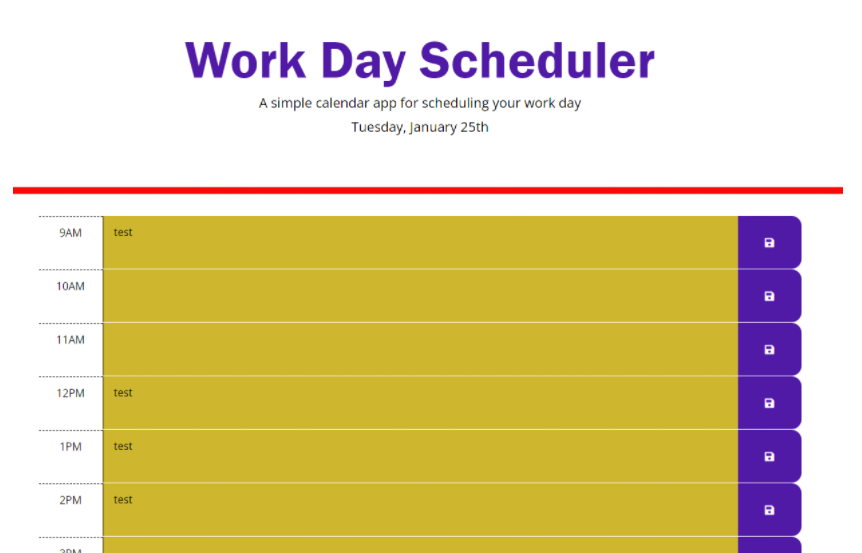 Work Day Scheduler
A simple calendar app for scheduling your work day
Tuesday, January 25th
9AM test
10AM
11AM
12PM test
1PM test
2PM test
3PM